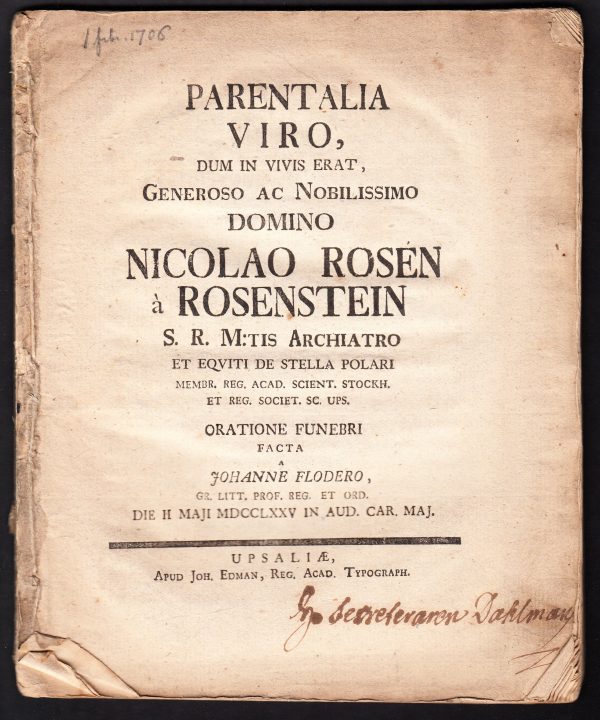 1 febr. 1706
PARENTALIA
VIRO,
DUM IN VIVIS ERAT,
GENEROSO AC NOBILISSIMO
DOMINO
NICOLAO ROSÉN
à ROSENSTEIN
S. R. M:TIS ARCHIATRO
ET EQVITI DE STELLA POLARI
MEMBR. REG. ACAD. SCIENT. STOCKH.
ET REG. SOCIET. SC. UPS.
ORATIONE FUNEBRI
FACTA
A
JOHANNE FLODERO,
GR. LITT. PROF. REG. ET ORD.
DIE II MAJI MDCCLXXV IN AUD. CAR. MAJ.
UPSALIÆ,
APUD JOH. EDMAN, REG. ACAD. TYPOGRAPH.
Secreteraren Dahlman